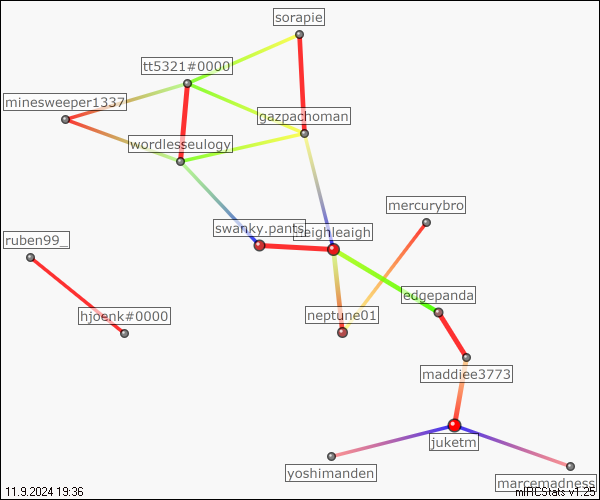 sorapie
tt5321#0000
minesweeper1337
gazpachoman
wordlesseulogy
mercurybro
swanky.pants
leighleaigh
ruben99_
edgepanda
hjoenk#0000
neptune01
maddiee3773
juketm
yoshimanden
marcemadness
11.9.2024 19:36
mIRCStats v1.25